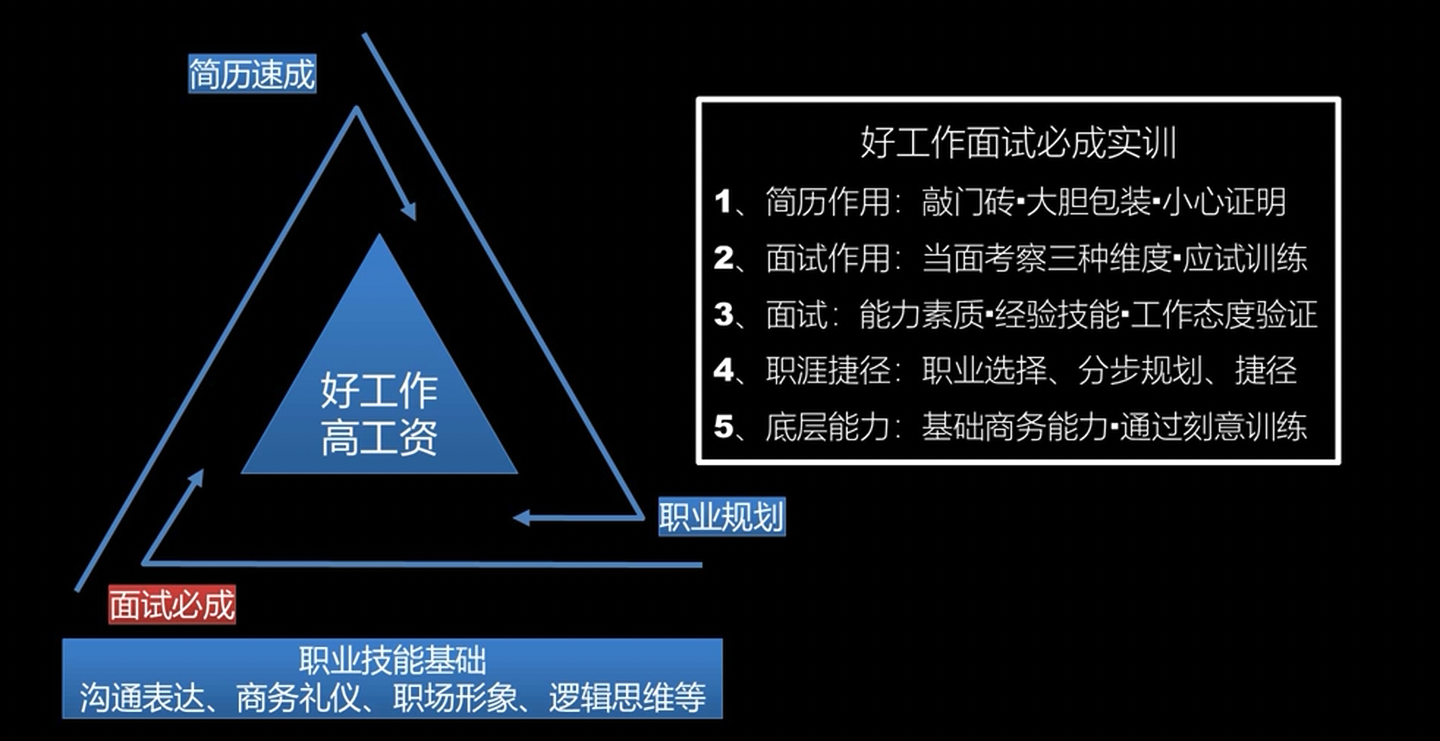 简历速成
好工作
高工资
职业规划
面试必成
职业技能基础
沟通表达、商务礼仪、职场形象、逻辑思维等
好工作面试必成实训
1、简历作用：敲门砖▪大胆包装▪小心证明
2、面试作用：当面考察三种维度▪应试训练
3、面试：能力素质▪经验技能▪工作态度验证
4、职涯捷径：职业选择、分步规划、捷径
5、底层能力：基础商务能力▪通过刻意训练